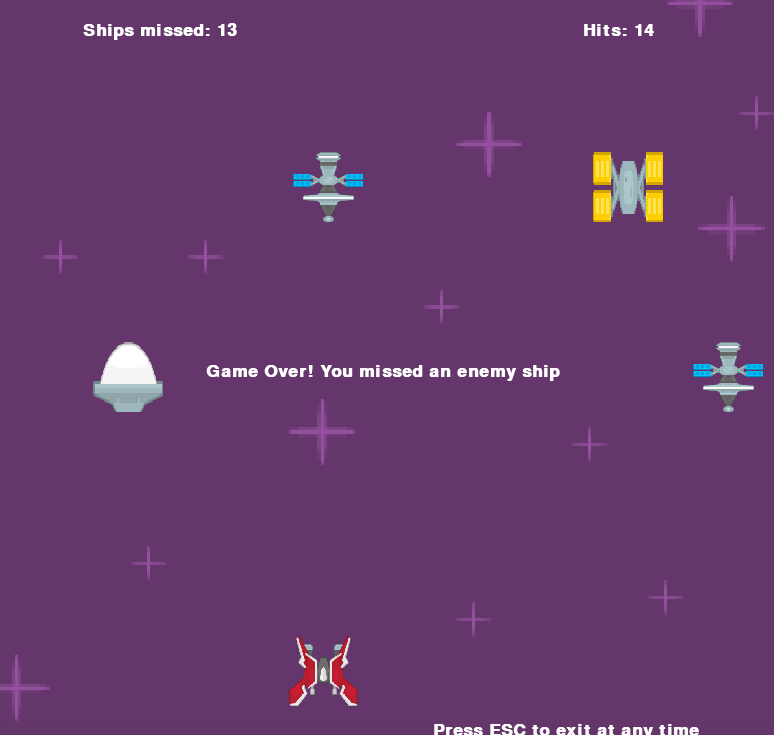 Ships missed: 13
Hits: 14
Game Over! You missed an enemy ship
Press ESC to exit at any time